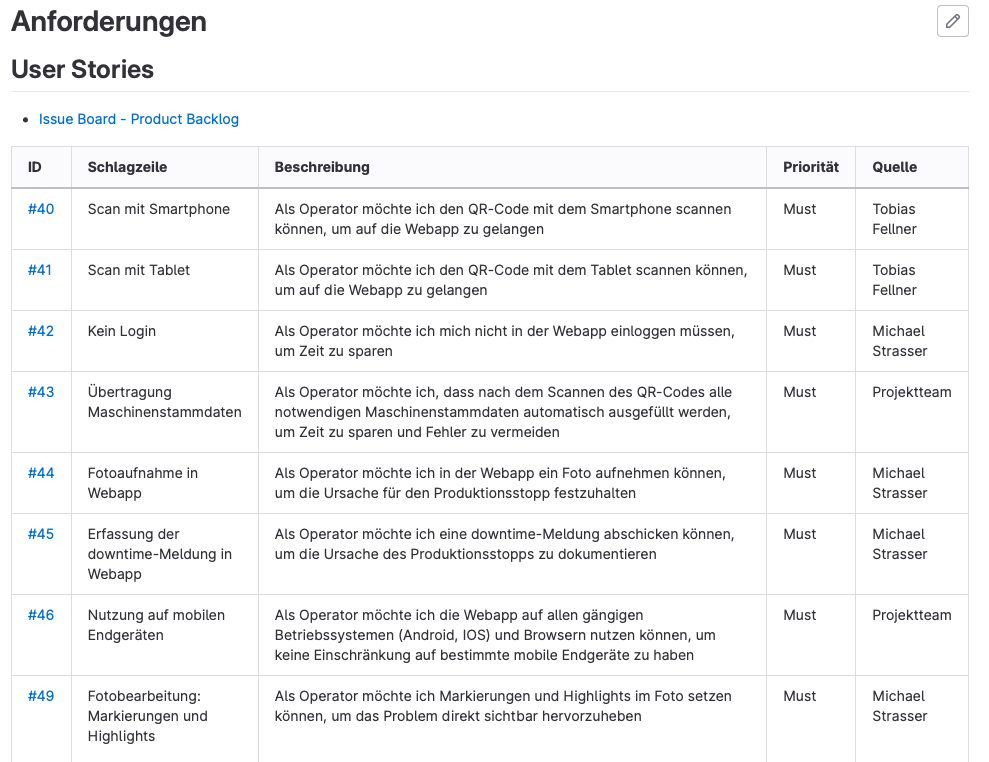 Anforderungen
User Stories
Issue Board - Product Backlog
ID Schlagzeile Beschreibung Priorität Quelle
#40 Scan mit Smartphone Als Operator möchte ich den QR-Code mit dem Smartphone scannen Must Tobias
können, um auf die Webapp zu gelangen Fellner
#41 Scan mit Tablet Als Operator möchte ich den QR-Code mit dem Tablet scannen können, Must Tobias
um auf die Webapp zu gelangen Fellner
#42 Kein Login Als Operator möchte ich mich nicht in der Webapp einloggen müssen, Must Michael
um Zeit zu sparen Strasser
#43 Übertragung Als Operator möchte ich, dass nach dem Scannen des QR-Codes alle Must Projektteam
Maschinenstammdaten notwendigen Maschinenstammdaten automatisch ausgefüllt werden,
um Zeit zu sparen und Fehler zu vermeiden
#44 Fotoaufnahme in Als Operator möchte ich in der Webapp ein Foto aufnehmen können, Must Michael
Webapp um die Ursache für den Produktionsstopp festzuhalten Strasser
#45 Erfassung der Als Operator möchte ich eine downtime-Meldung abschicken können, Must Michael
downtime-Meldung in um die Ursache des Produktionsstopps zu dokumentieren Strasser
Webapp
#46 Nutzung auf mobilen Als Operator möchte ich die Webapp auf allen gängigen Must Projektteam
Endgeräten Betriebssystemen (Android, IOS) und Browsern nutzen können, um
keine Einschränkung auf bestimmte mobile Endgeräte zu haben
#49 Fotobearbeitung: Als Operator möchte ich Markierungen und Highlights im Foto setzen Must Michael
Markierungen und können, um das Problem direkt sichtbar hervorzuheben Strasser
Highlights